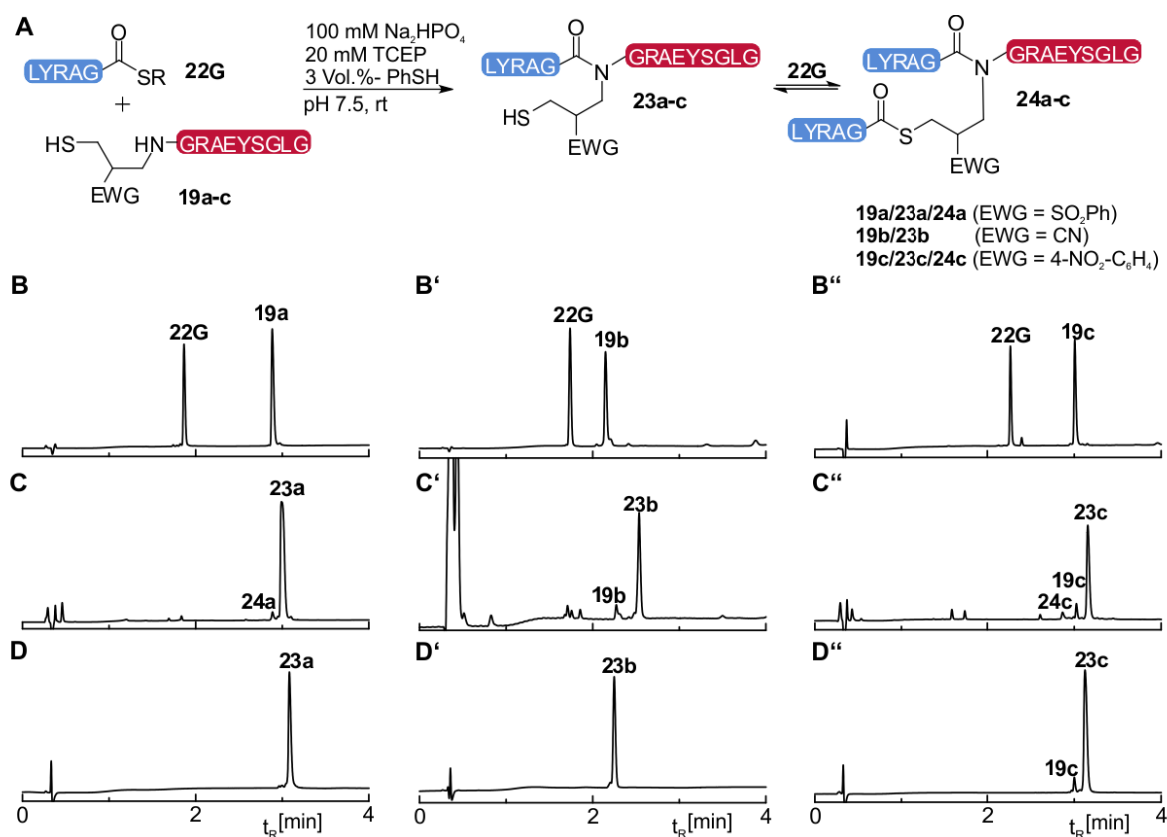 A
LYRAG
O
SR
22G
+
HS
HN
GRAEYSGLG
EWG
19a-c
100 mM Na₂HPO₄
20 mM TCEP
3 Vol.%- PhSH
pH 7.5, rt
O
LYRAG
N
GRAEYSGLG
HS
23a-c
EWG
22G
O
LYRAG
N
GRAEYSGLG
O
24a-c
LYRAG
S
EWG
19a/23a/24a (EWG = SO₂Ph)
19b/23b (EWG = CN)
19c/23c/24c (EWG = 4-NO₂-C₆H₄)
B
22G
19a
B‘
22G
19b
B“
22G
19c
C
23a
24a
C‘
23b
19b
C“
23c
19c
24c
D
23a
D‘
23b
D“
23c
19c
0 2 4
tR[min]
0 2 4
tR[min]
0 2 4
tR[min]